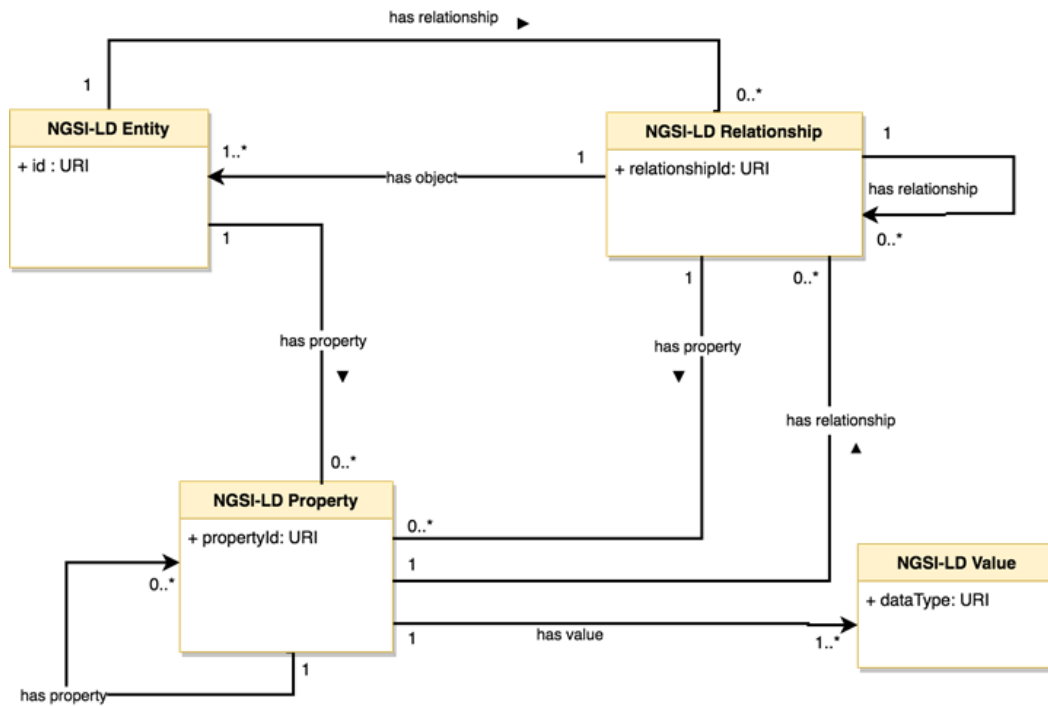 has relationship ►
1
0..*
NGSI-LD Entity
+ id : URI
NGSI-LD Relationship
+ relationshipId: URI
1
1..*
1
has object
has relationship
0..*
1
1
0..*
has property
▼
has property
▼
has relationship
▲
0..*
NGSI-LD Property
+ propertyId: URI
0..*
1
NGSI-LD Value
+ dataType: URI
0..*
1
has value
1..*
1
has property